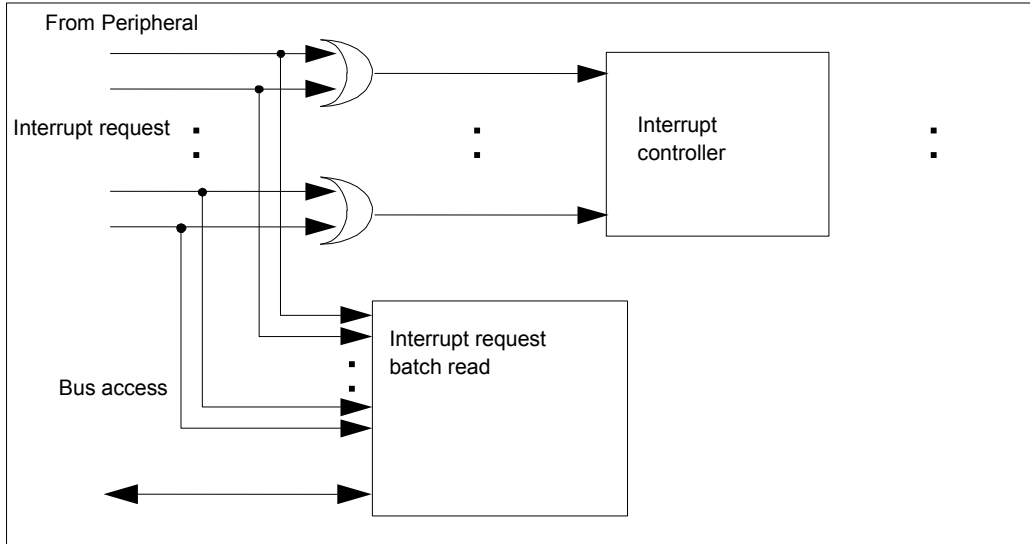 From Peripheral
Interrupt request
Interrupt
controller
Interrupt request
batch read
Bus access